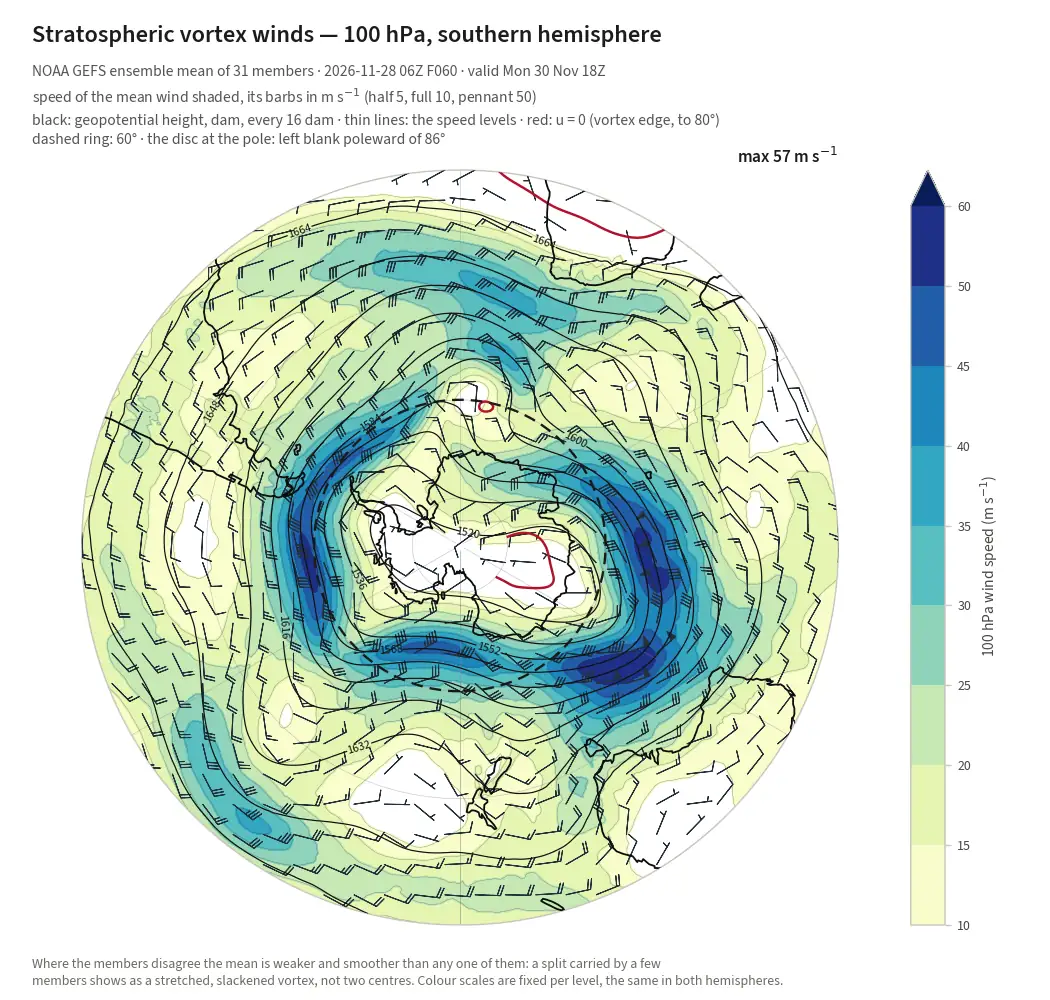 Stratospheric vortex winds — 100 hPa, southern hemisphere
NOAA GEFS ensemble mean of 31 members · 2026-11-28 06Z F060 · valid Mon 30 Nov 18Z
speed of the mean wind shaded, its barbs in m s⁻¹ (half 5, full 10, pennant 50)
black: geopotential height, dam, every 16 dam · thin lines: the speed levels · red: u = 0 (vortex edge, to 80°)
dashed ring: 60° · the disc at the pole: left blank poleward of 86°
max 57 m s⁻¹
60
50
45
40
35
30
25
20
15
10
100 hPa wind speed (m s⁻¹)
1664
1664
1648
1584
1600
1520
1536
1616
1568
1552
1632
Where the members disagree the mean is weaker and smoother than any one of them: a split carried by a few
members shows as a stretched, slackened vortex, not two centres. Colour scales are fixed per level, the same in both hemispheres.